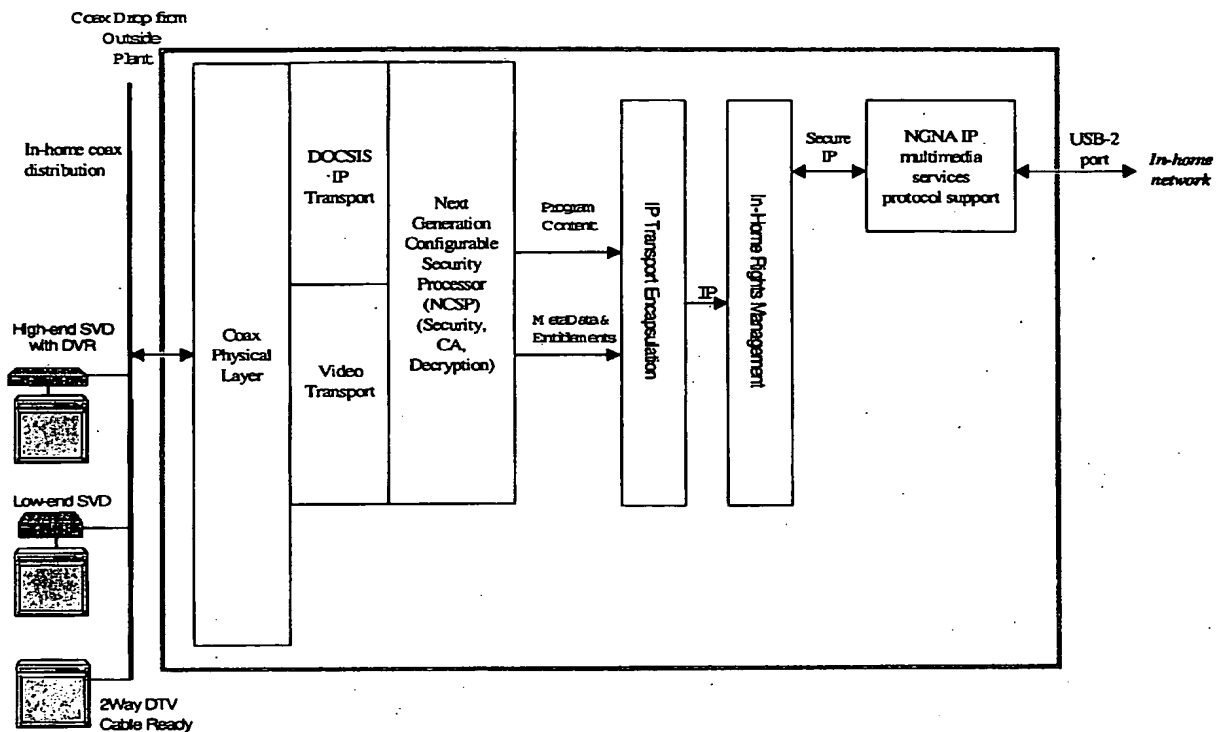 Coax Drop from
Outside
Plant
In-home coax
distribution
High-end SVD
with DVR
Low-end SVD
2Way DTV
Cable Ready
Coax
Physical
Layer
DOCSIS
IP
Transport
Video
Transport
Next
Generation
Configurable
Security
Processor
(NCSP)
(Security,
CA,
Decryption)
Program
Content
MetaData &
Entitlements
IP Transport Encapsulation
IP
In-Home Rights Management
Secure
IP
NGNA IP
multimedia
services
protocol support
USB-2
port
In-home
network